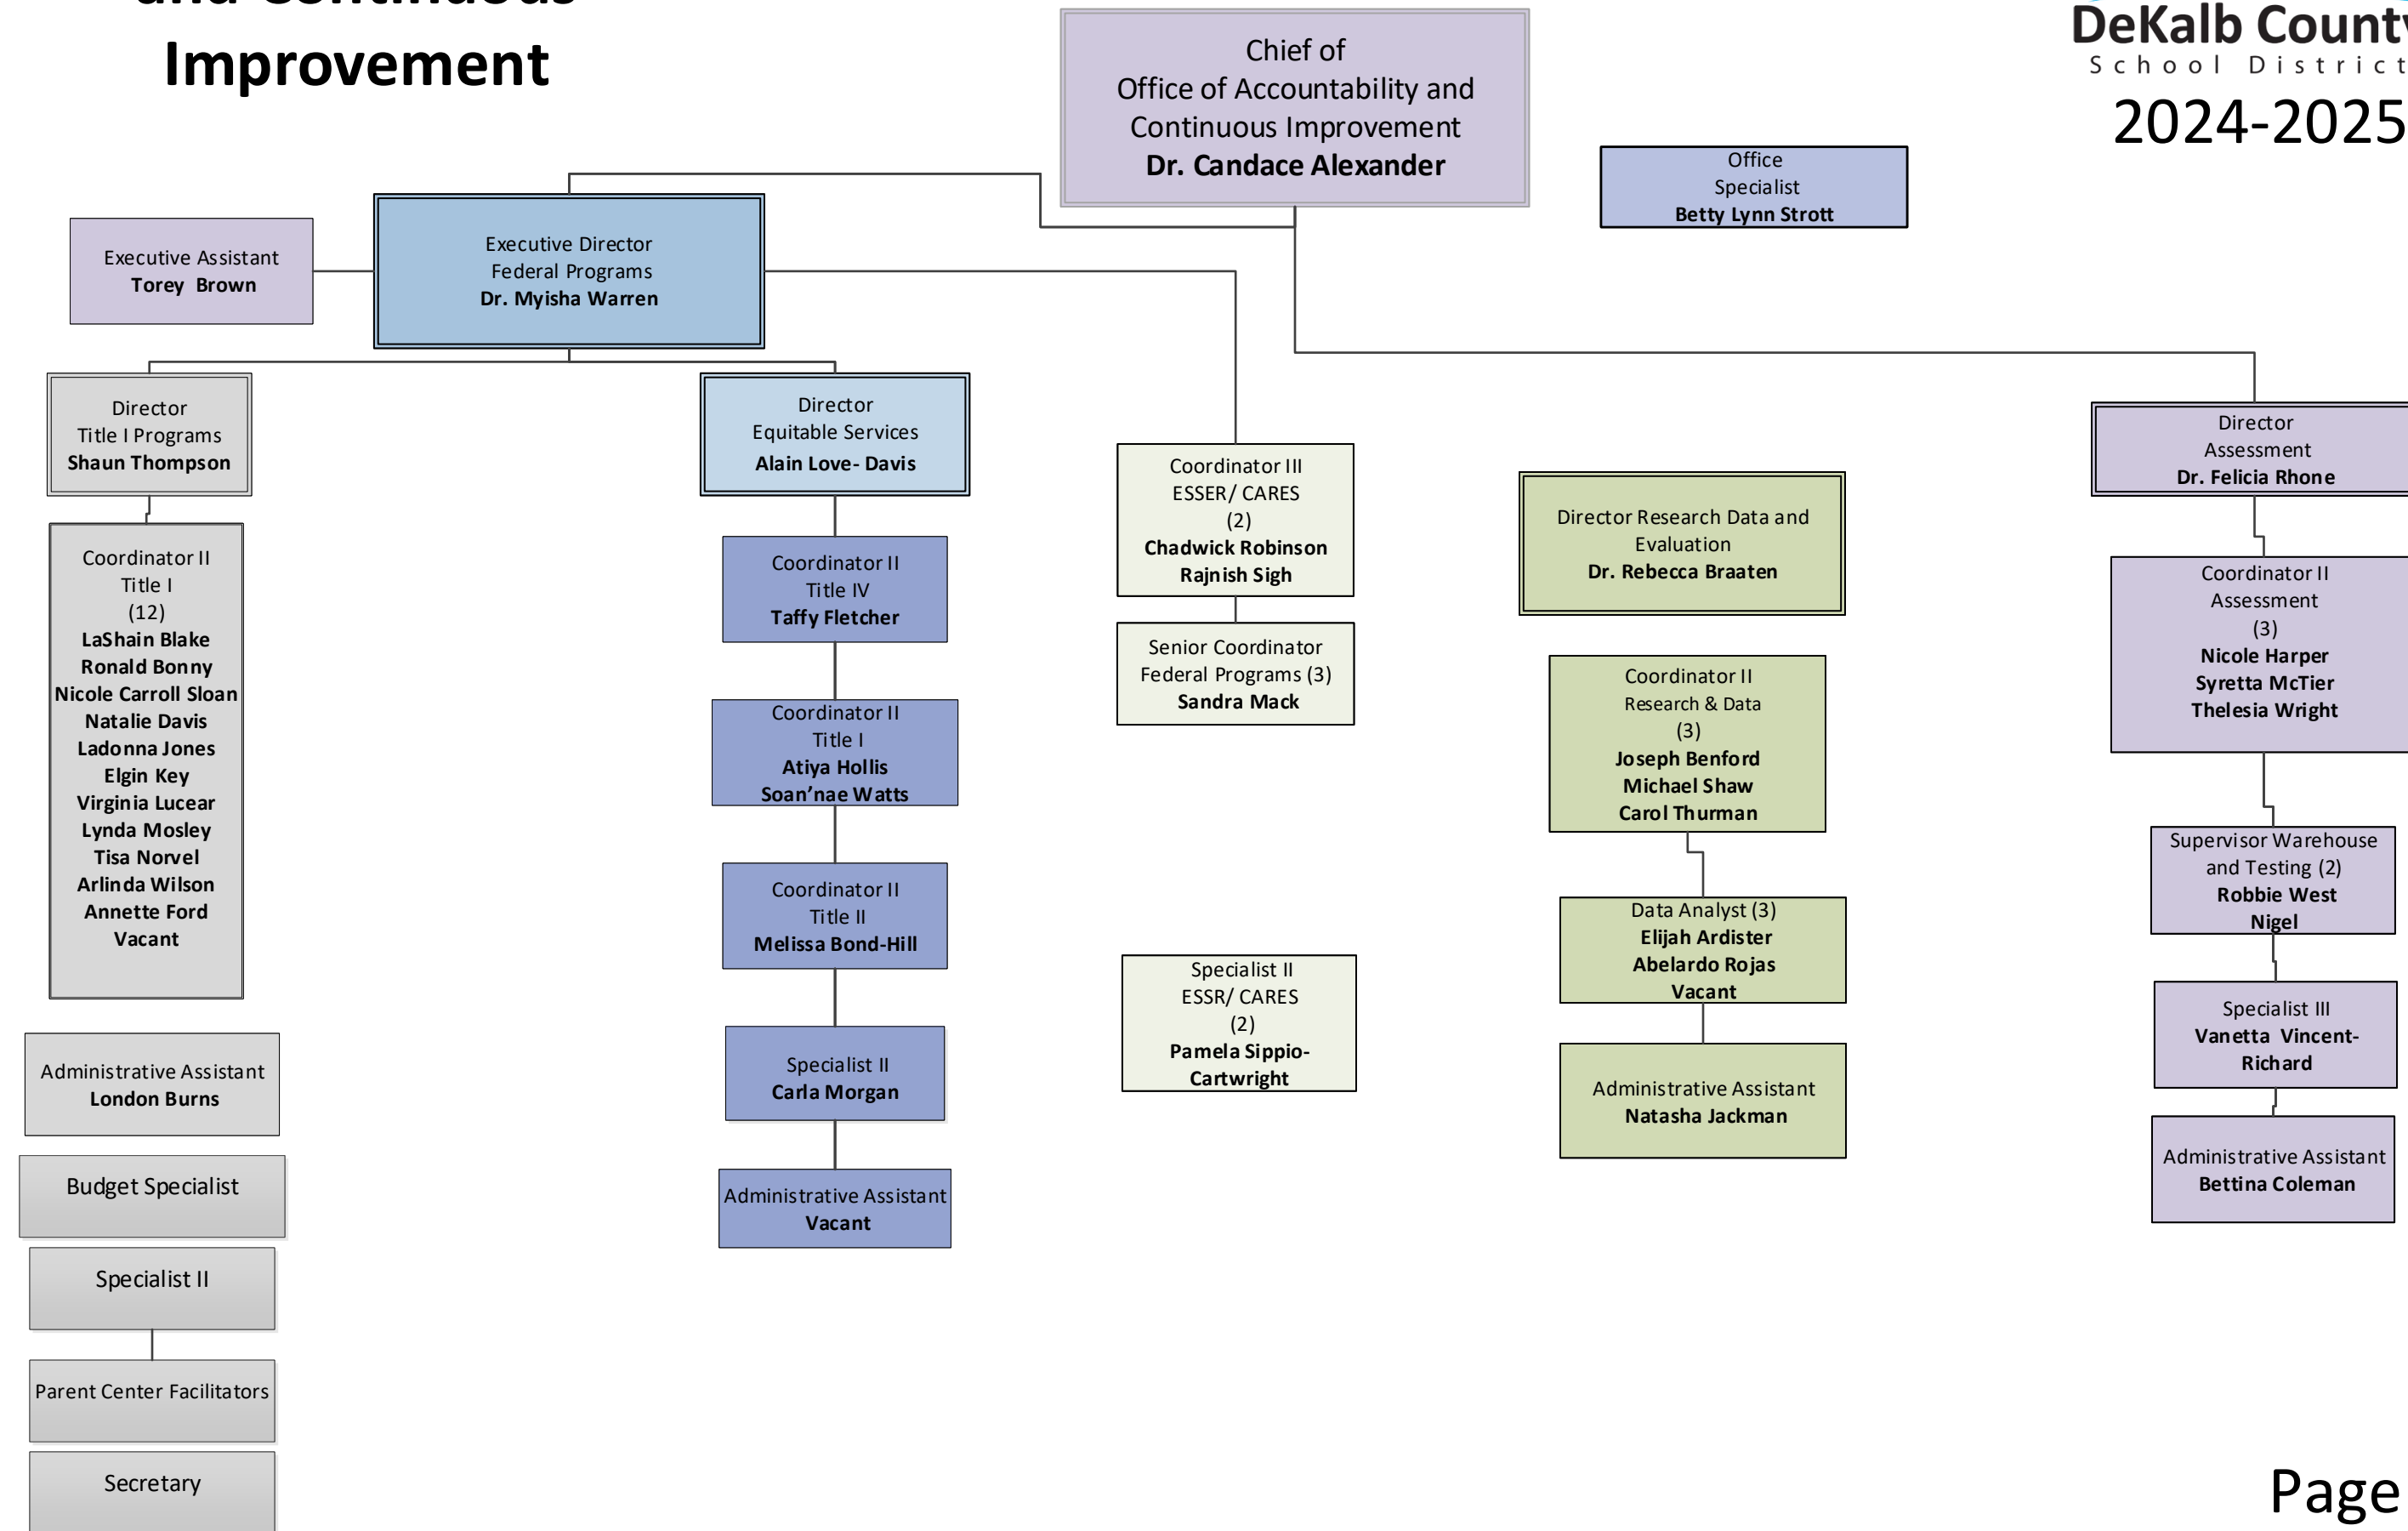 and Continuous
Improvement
Chief of
Office of Accountability and
Continuous Improvement
Dr. Candace Alexander
DeKalb County
School District
2024-2025
Office
Specialist
Betty Lynn Strott
Executive Assistant
Torey Brown
Executive Director
Federal Programs
Dr. Myisha Warren
Director
Title I Programs
Shaun Thompson
Coordinator II
Title I
(12)
LaShain Blake
Ronald Bonny
Nicole Carroll Sloan
Natalie Davis
Ladonna Jones
Elgin Key
Virginia Lucear
Lynda Mosley
Tisa Norvel
Arlinda Wilson
Annette Ford
Vacant
Administrative Assistant
London Burns
Budget Specialist
Specialist II
Parent Center Facilitators
Secretary
Director
Equitable Services
Alain Love- Davis
Coordinator II
Title IV
Taffy Fletcher
Coordinator II
Title I
Atiya Hollis
Soan’nae Watts
Coordinator II
Title II
Melissa Bond-Hill
Specialist II
Carla Morgan
Administrative Assistant
Vacant
Coordinator III
ESSER/ CARES
(2)
Chadwick Robinson
Rajnish Sigh
Senior Coordinator
Federal Programs (3)
Sandra Mack
Specialist II
ESSR/ CARES
(2)
Pamela Sippio-
Cartwright
Director Research Data and
Evaluation
Dr. Rebecca Braaten
Coordinator II
Research & Data
(3)
Joseph Benford
Michael Shaw
Carol Thurman
Data Analyst (3)
Elijah Ardister
Abelardo Rojas
Vacant
Administrative Assistant
Natasha Jackman
Director
Assessment
Dr. Felicia Rhone
Coordinator II
Assessment
(3)
Nicole Harper
Syretta McTier
Thelesia Wright
Supervisor Warehouse
and Testing (2)
Robbie West
Nigel
Specialist III
Vanetta Vincent-
Richard
Administrative Assistant
Bettina Coleman
Page